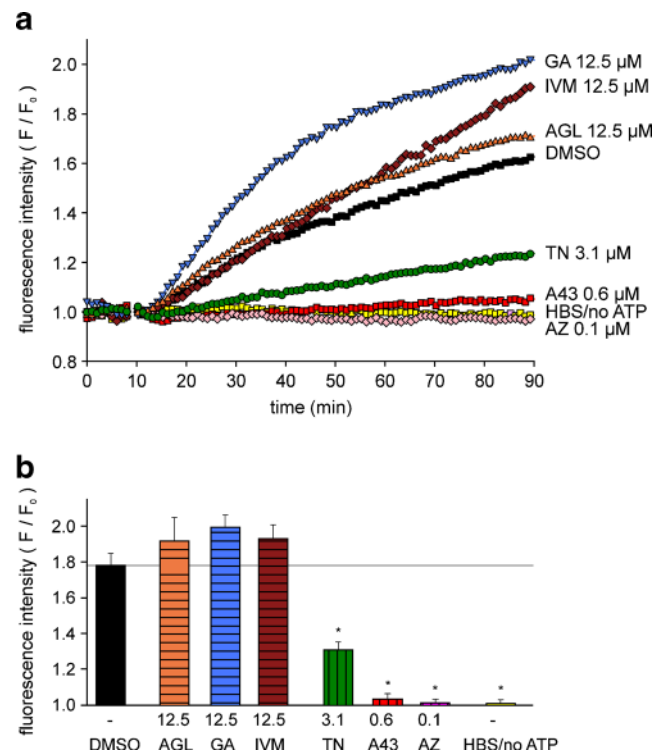 a
fluorescence intensity ( F / F0 )
2.0
1.8
1.6
1.4
1.2
1.0
0.8
0 10 20 30 40 50 60 70 80 90
time (min)
GA 12.5 µM
IVM 12.5 µM
AGL 12.5 µM
DMSO
TN 3.1 µM
A43 0.6 µM
HBS/no ATP
AZ 0.1 µM
b
fluorescence intensity ( F / F0 )
2.0
1.8
1.6
1.4
1.2
1.0
* * * *
- 12.5 12.5 12.5 3.1 0.6 0.1 -
DMSO AGL GA IVM TN A43 AZ HBS/no ATP